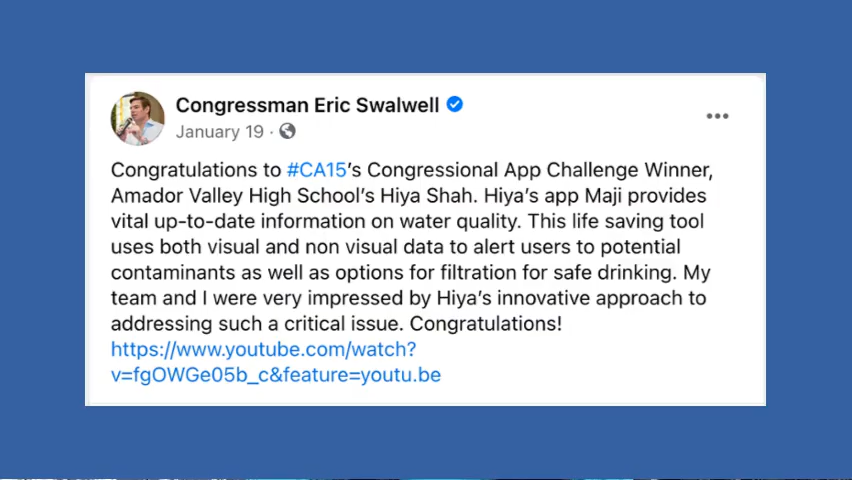 Congressman Eric Swalwell
January 19 ·
Congratulations to #CA15's Congressional App Challenge Winner,
Amador Valley High School's Hiya Shah. Hiya's app Maji provides
vital up-to-date information on water quality. This life saving tool
uses both visual and non visual data to alert users to potential
contaminants as well as options for filtration for safe drinking. My
team and I were very impressed by Hiya's innovative approach to
addressing such a critical issue. Congratulations!
https://www.youtube.com/watch?
v=fgOWGe05b_c&feature=youtu.be